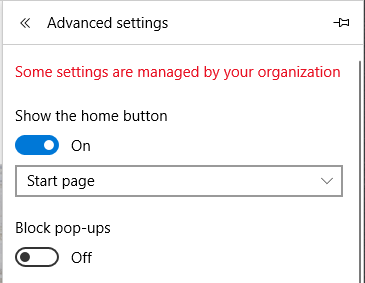 Advanced settings
Some settings are managed by your organization
Show the home button
On
Start page
Block pop-ups
Off